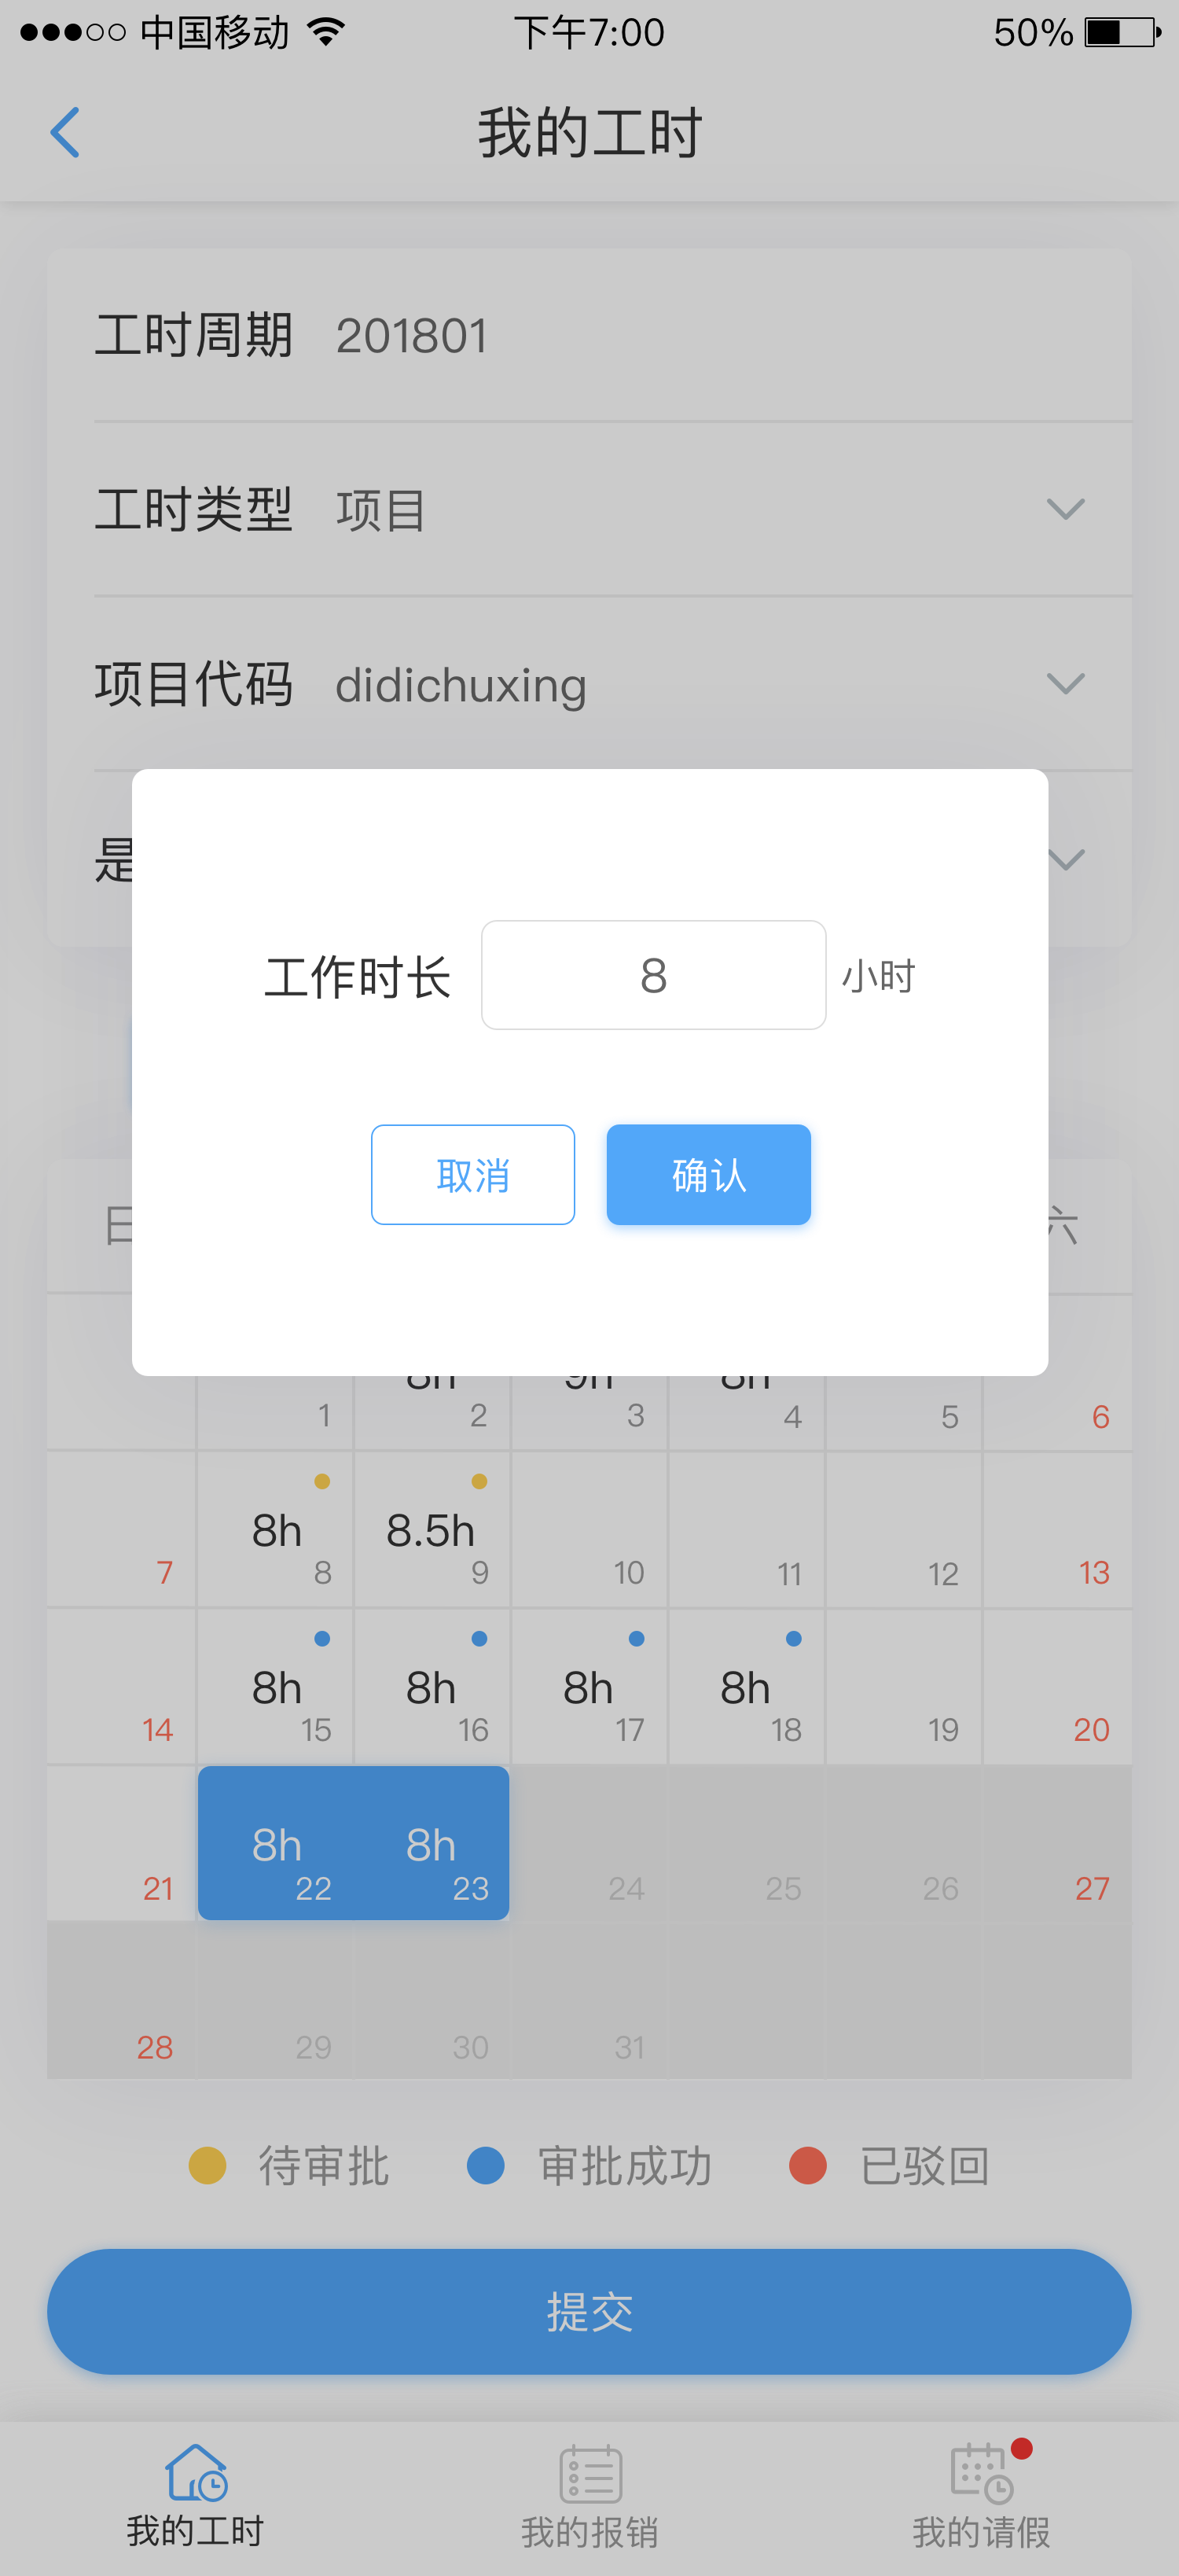 中国移动 下午7:00 50%
我的工时
工时周期 201801
工时类型 项目
项目代码 didichuxing
是
工作时长 8 小时
取消 确认
日 六
8h 9h 8h
1 2 3 4 5 6
8h 8.5h
7 8 9 10 11 12 13
8h 8h 8h 8h
14 15 16 17 18 19 20
8h 8h
21 22 23 24 25 26 27
28 29 30 31
待审批 审批成功 已驳回
提交
我的工时 我的报销 我的请假